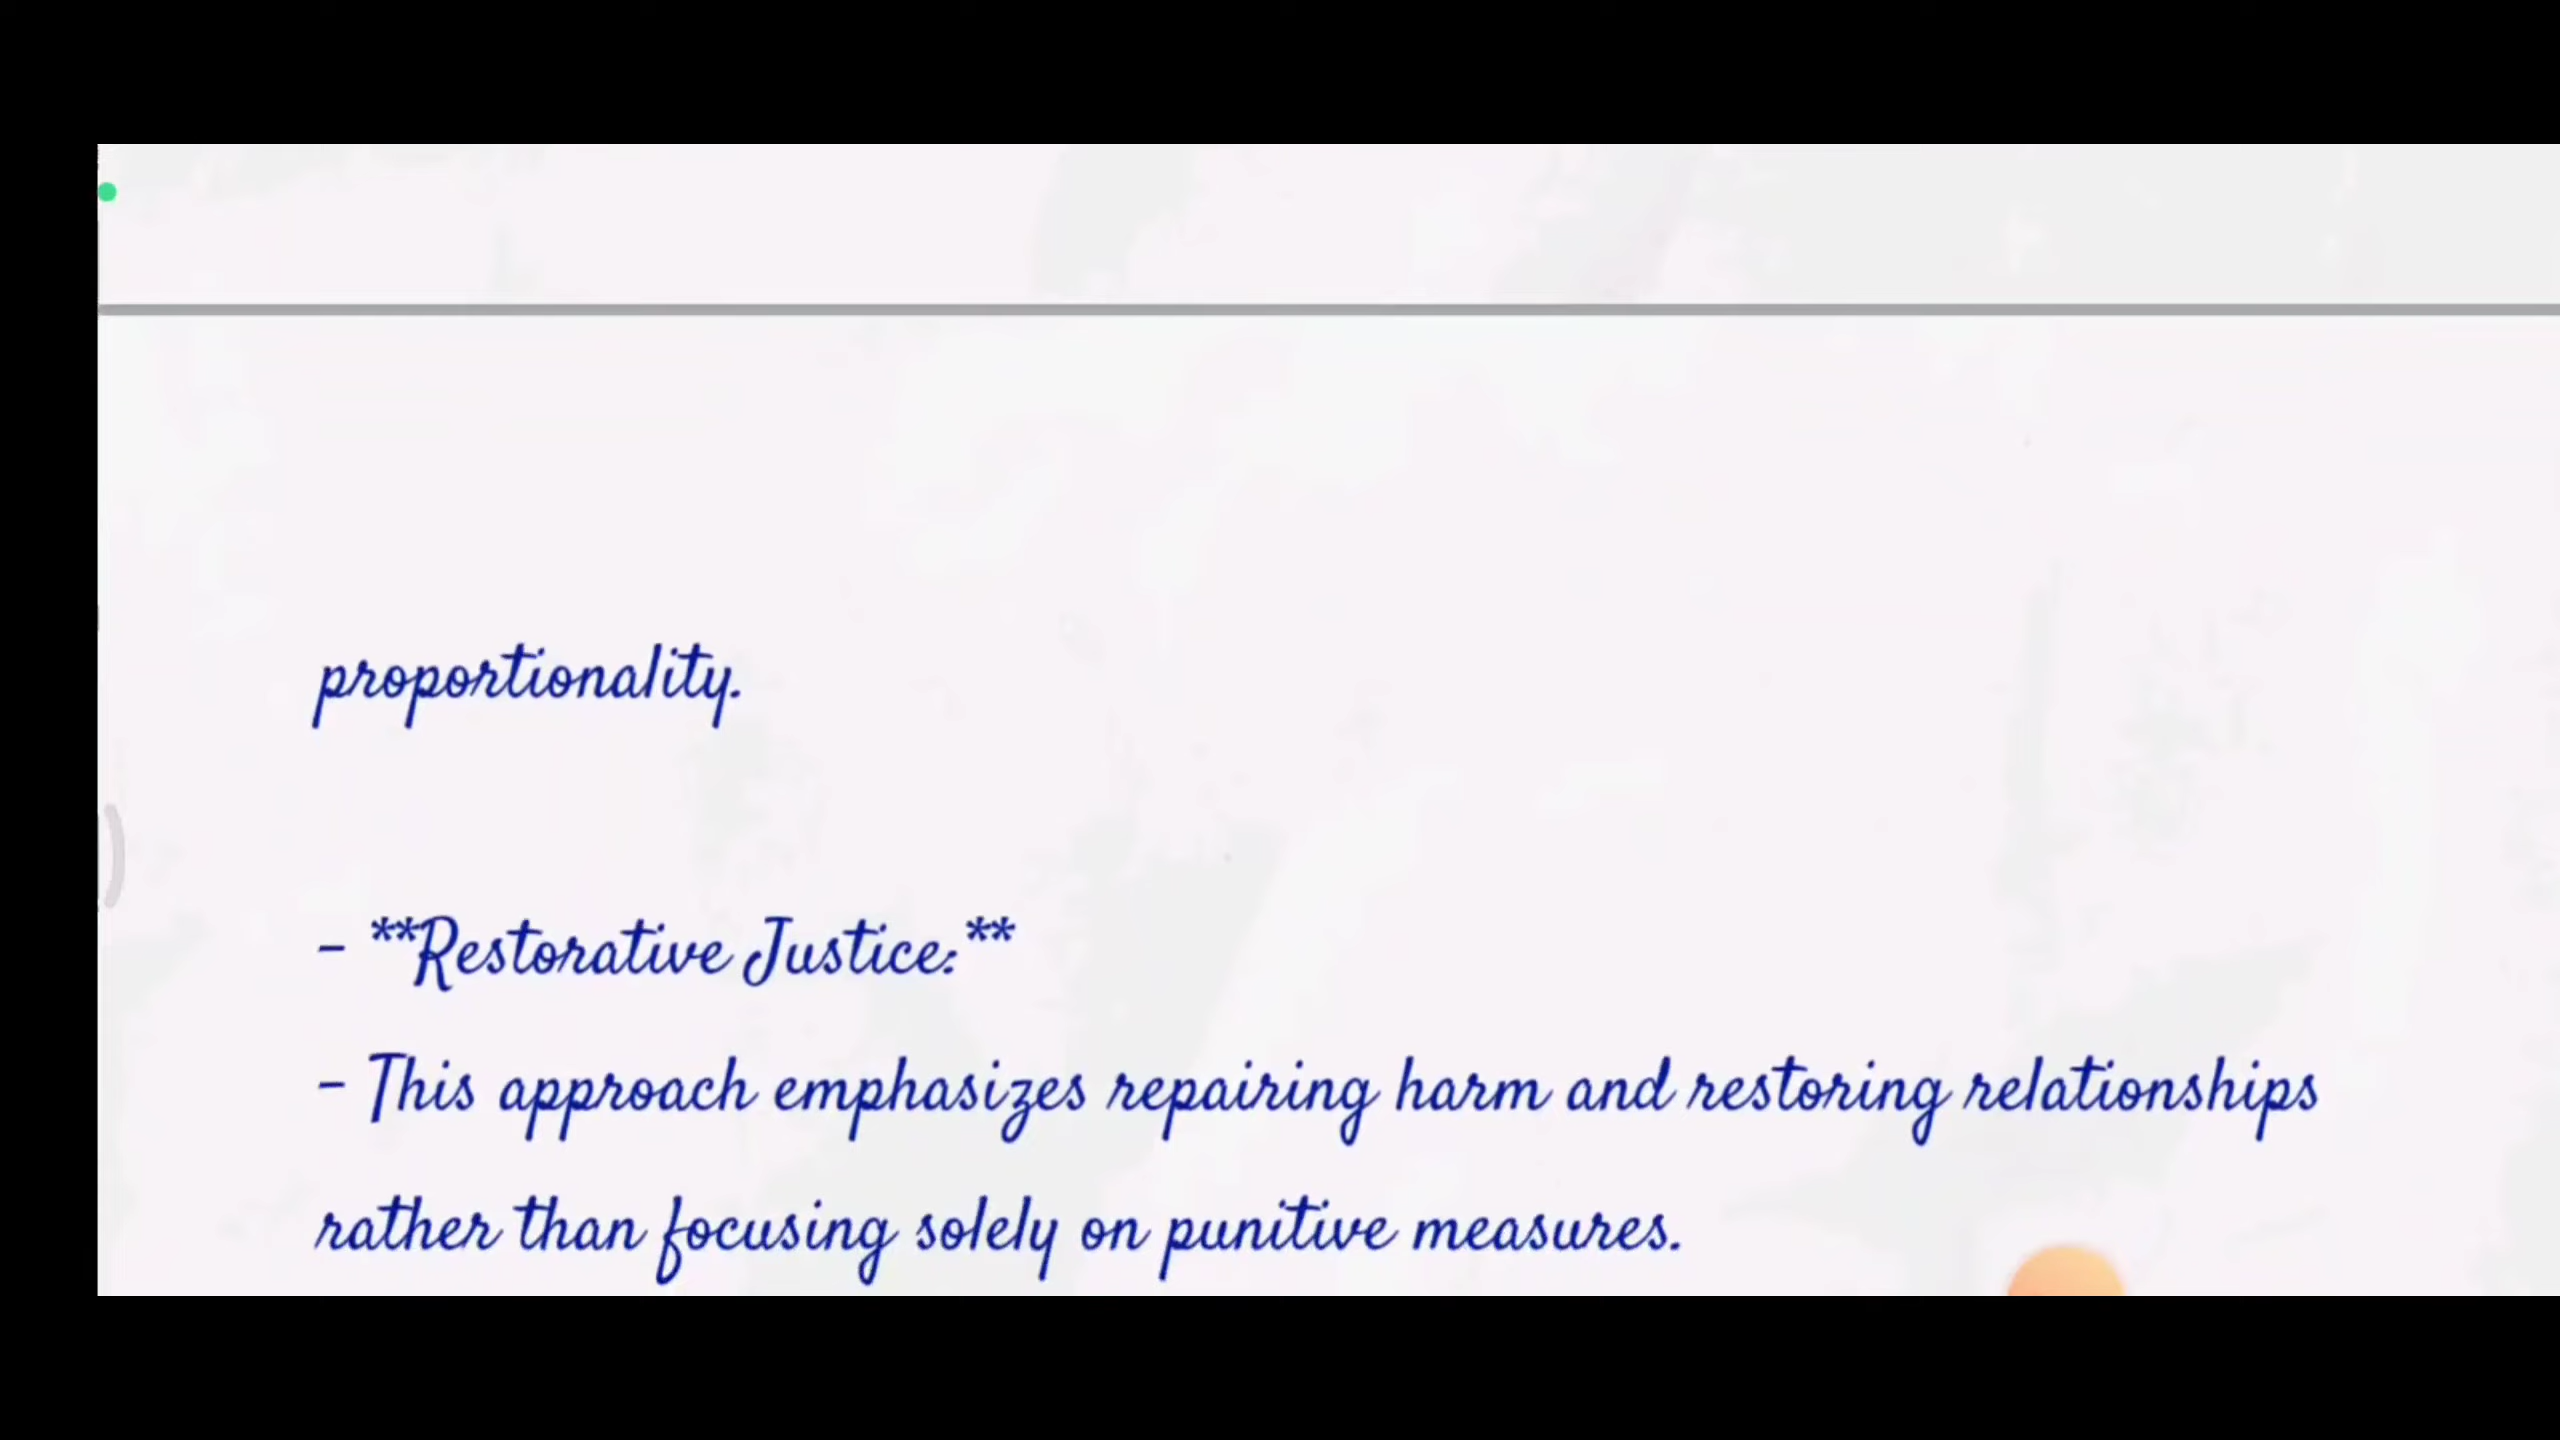 proportionality.
- **Restorative Justice:**
- This approach emphasizes repairing harm and restoring relationships
rather than focusing solely on punitive measures.